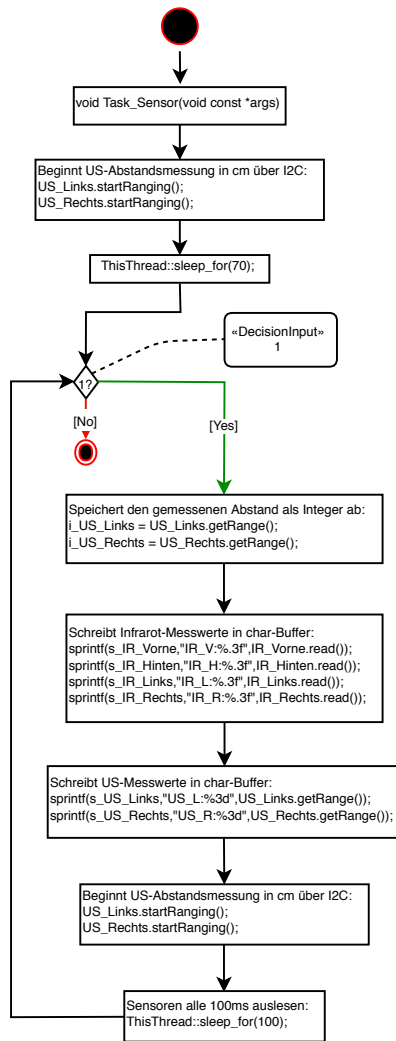 void Task_Sensor(void const *args)
Beginnt US-Abstandsmessung in cm über I2C:
US_Links.startRanging();
US_Rechts.startRanging();
ThisThread::sleep_for(70);
«DecisionInput»
1
1?
[No]
[Yes]
Speichert den gemessenen Abstand als Integer ab:
i_US_Links = US_Links.getRange();
i_US_Rechts = US_Rechts.getRange();
Schreibt Infrarot-Messwerte in char-Buffer:
sprintf(s_IR_Vorne,"IR_V:%.3f",IR_Vorne.read());
sprintf(s_IR_Hinten,"IR_H:%.3f",IR_Hinten.read());
sprintf(s_IR_Links,"IR_L:%.3f",IR_Links.read());
sprintf(s_IR_Rechts,"IR_R:%.3f",IR_Rechts.read());
Schreibt US-Messwerte in char-Buffer:
sprintf(s_US_Links,"US_L:%3d",US_Links.getRange());
sprintf(s_US_Rechts,"US_R:%3d",US_Rechts.getRange());
Beginnt US-Abstandsmessung in cm über I2C:
US_Links.startRanging();
US_Rechts.startRanging();
Sensoren alle 100ms auslesen:
ThisThread::sleep_for(100);